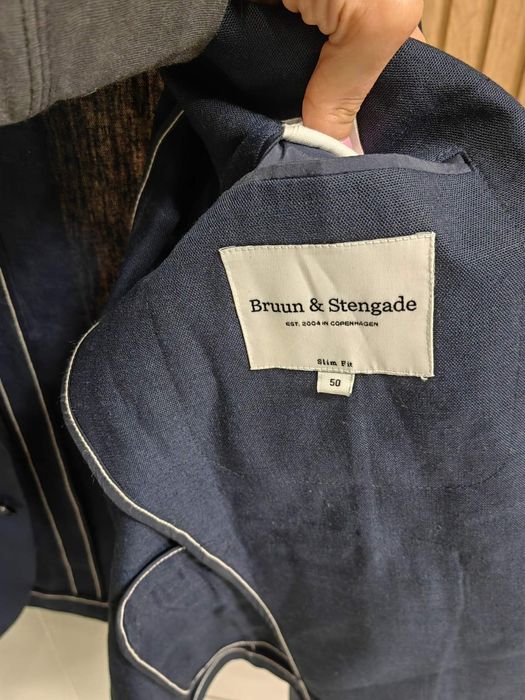 Bruun & Stengade
EST. 2004 IN COPENHAGEN
Slim Fit
50